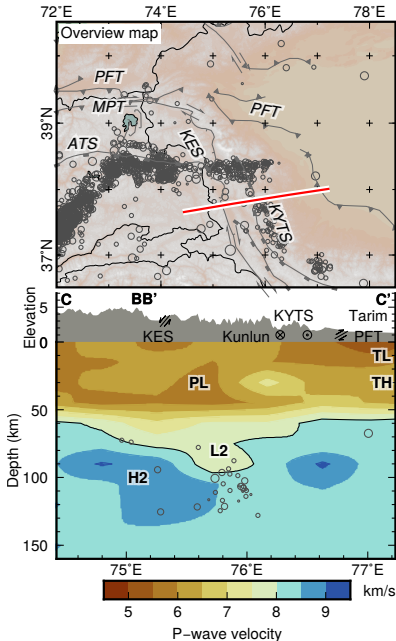 72°E 74°E 76°E 78°E
Overview map
PFT
MPT
PFT
39°N
KES
ATS
KYTS
37°N
C BB' C'
KYTS Tarim
KES Kunlun PFT
Elevation
5
0
TL
PL TH
50
L2
H2
100
150
Depth (km)
75°E 76°E 77°E
5 6 7 8 9 km/s
P−wave velocity